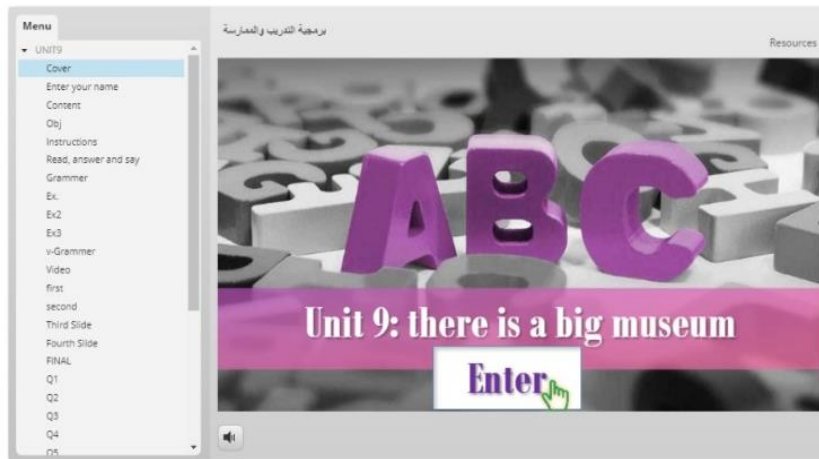 Menu
برمجية التدريب والممارسة
Resources
UNIT9
Cover
Enter your name
Content
Obj
Instructions
Read, answer and say
Grammer
Ex.
Ex2
Ex3
v-Grammer
Video
first
second
Third Slide
Fourth Slide
FINAL
Q1
Q2
Q3
Q4
Q5
ABC
Unit 9: there is a big museum
Enter